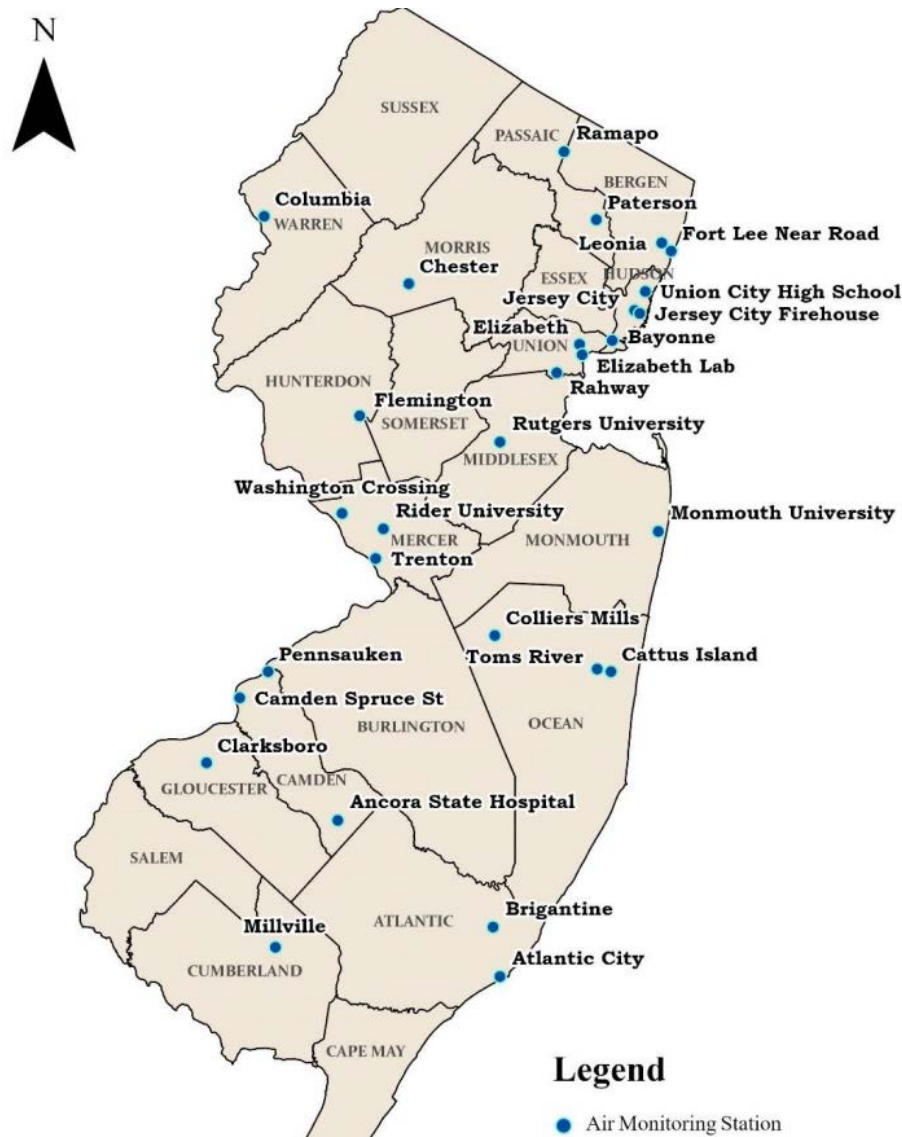 N
SUSSEX
PASSAIC
Ramapo
BERGEN
Columbia
WARREN
Paterson
MORRIS
Leonia
Fort Lee Near Road
Chester
ESSEX
HUDSON
Jersey City
Union City High School
Jersey City Firehouse
Elizabeth
UNION
Bayonne
Elizabeth Lab
Rahway
HUNTERDON
Flemington
SOMERSET
Rutgers University
MIDDLESEX
Washington Crossing
Rider University
MERCER
Monmouth University
MONMOUTH
Trenton
Colliers Mills
Toms River
Cattus Island
Pennsauken
Camden Spruce St
BURLINGTON
OCEAN
Clarksboro
GLOUCESTER
CAMDEN
Ancora State Hospital
SALEM
Millville
ATLANTIC
Brigantine
CUMBERLAND
Atlantic City
CAPE MAY
Legend
Air Monitoring Station